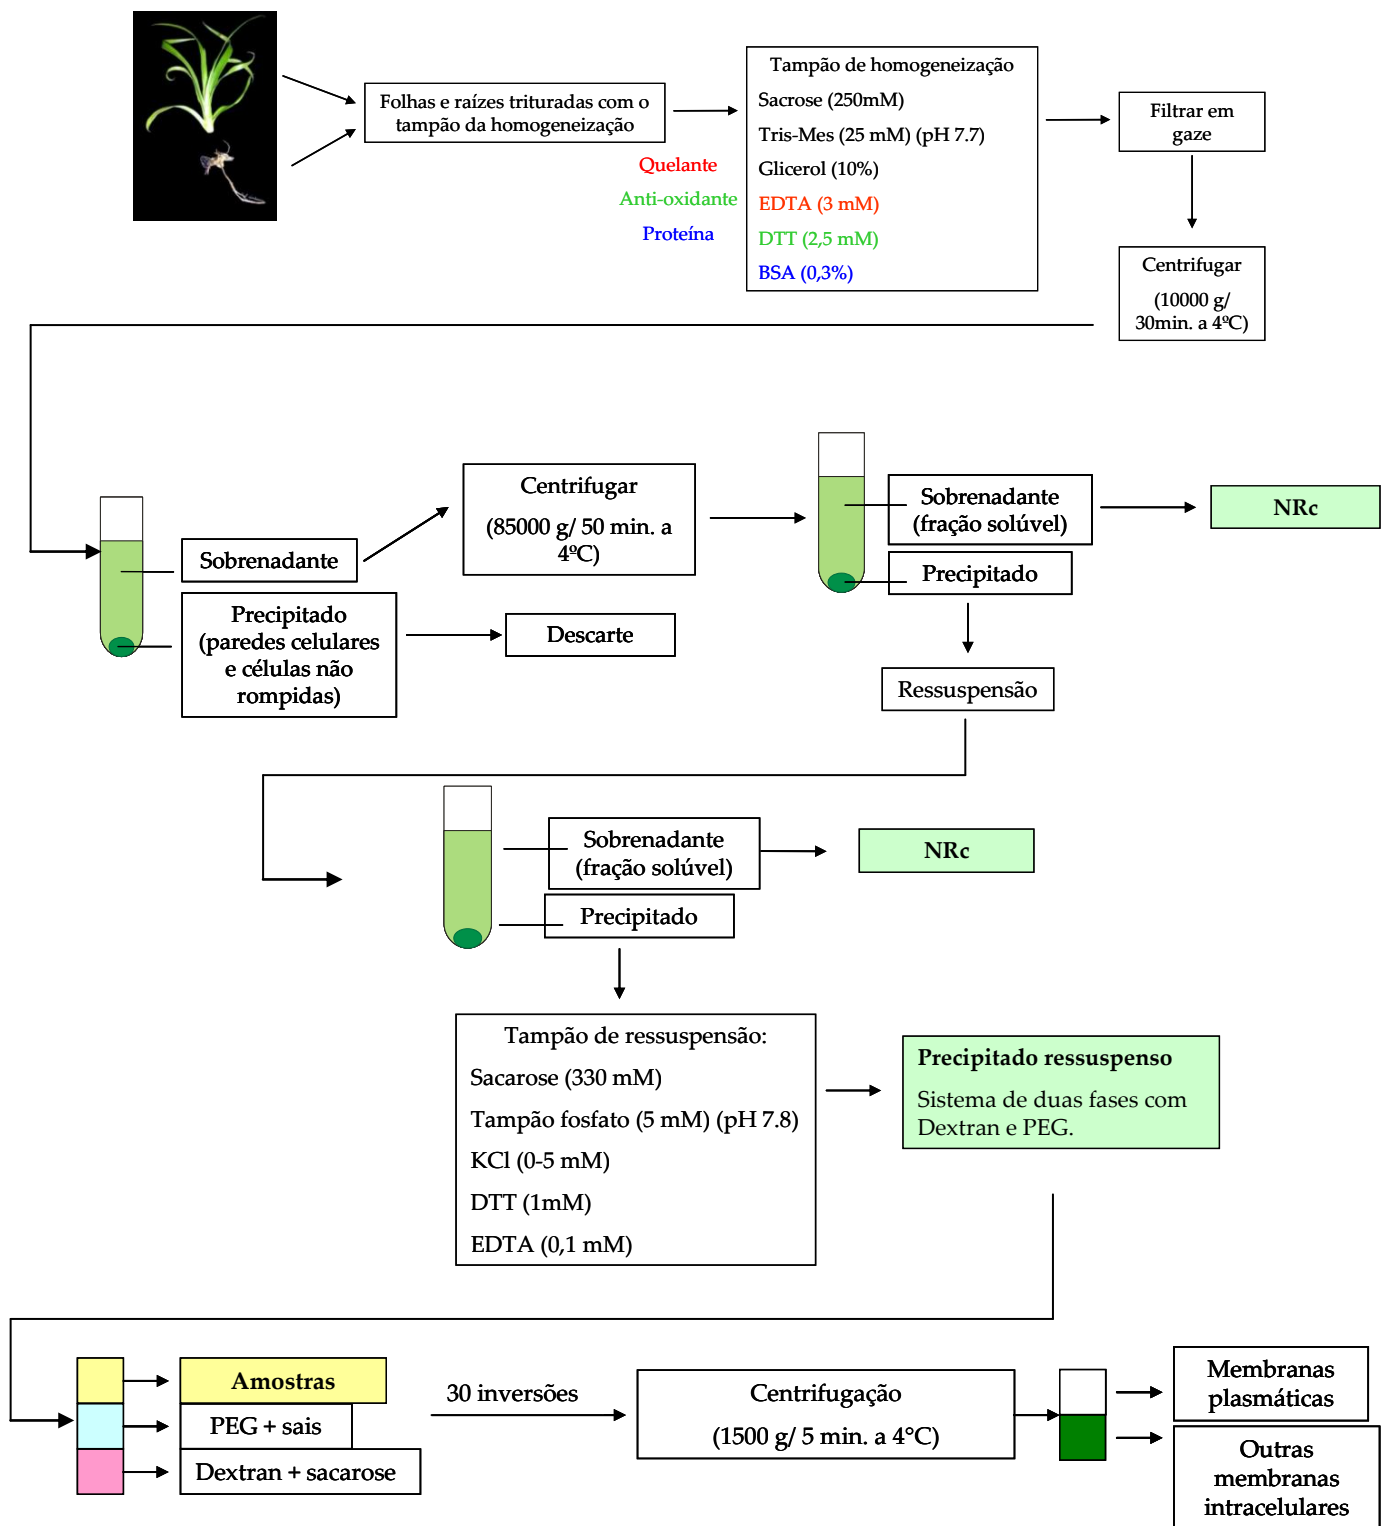 Folhas e raízes trituradas com o
tampão da homogeneização
Tampão de homogeneização
Sacrose (250mM)
Tris-Mes (25 mM) (pH 7.7)
Glicerol (10%)
EDTA (3 mM)
DTT (2,5 mM)
BSA (0,3%)
Quelante
Anti-oxidante
Proteína
Filtrar em
gaze
Centrifugar
(10000 g/
30min. a 4ºC)
Sobrenadante
Precipitado
(paredes celulares
e células não
rompidas)
Descarte
Centrifugar
(85000 g/ 50 min. a
4ºC)
Sobrenadante
(fração solúvel)
NRc
Precipitado
Ressuspensão
Sobrenadante
(fração solúvel)
NRc
Precipitado
Tampão de ressuspensão:
Sacarose (330 mM)
Tampão fosfato (5 mM) (pH 7.8)
KCl (0-5 mM)
DTT (1mM)
EDTA (0,1 mM)
Precipitado ressuspenso
Sistema de duas fases com
Dextran e PEG.
Amostras
PEG + sais
Dextran + sacarose
30 inversões
Centrifugação
(1500 g/ 5 min. a 4°C)
Membranas
plasmáticas
Outras
membranas
intracelulares